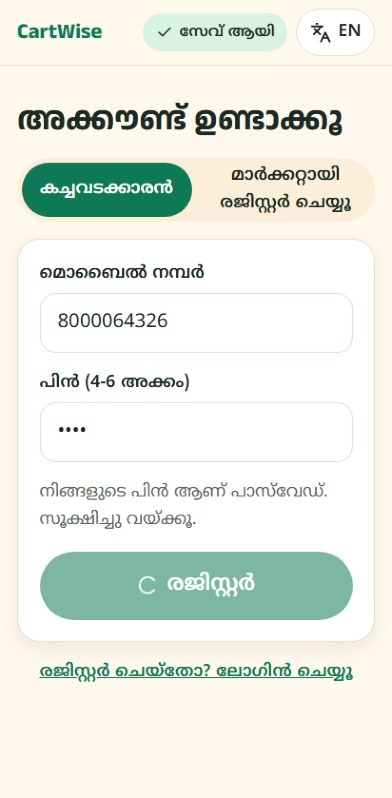 CartWise
സേവ് ആയി
EN
അക്കൗണ്ട് ഉണ്ടാക്കൂ
കച്ചവടക്കാരൻ
മാർക്കറ്റായി
രജിസ്റ്റർ ചെയ്യൂ
മൊബൈൽ നമ്പർ
8000064326
പിൻ (4-6 അക്കം)
••••
നിങ്ങളുടെ പിൻ ആണ് പാസ്‌വേഡ്.
സൂക്ഷിച്ചു വയ്ക്കൂ.
രജിസ്റ്റർ
രജിസ്റ്റർ ചെയ്തോ? ലോഗിൻ ചെയ്യൂ